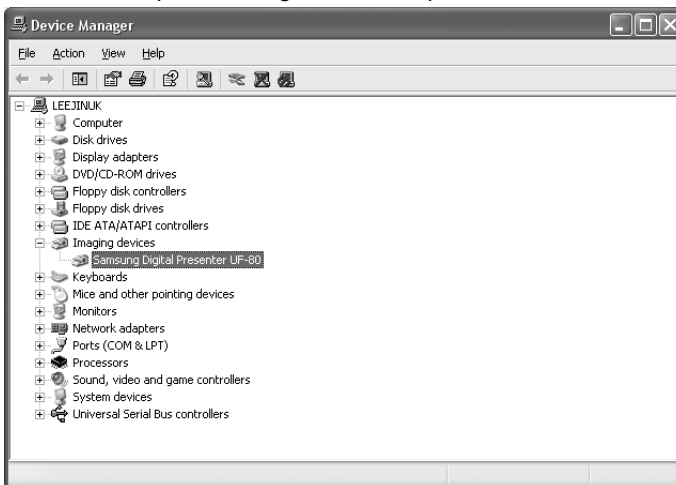 Device Manager
File Action View Help
LEEJINUK
Computer
Disk drives
Display adapters
DVD/CD-ROM drives
Floppy disk controllers
Floppy disk drives
IDE ATA/ATAPI controllers
Imaging devices
Samsung Digital Presenter UF-80
Keyboards
Mice and other pointing devices
Monitors
Network adapters
Ports (COM & LPT)
Processors
Sound, video and game controllers
System devices
Universal Serial Bus controllers